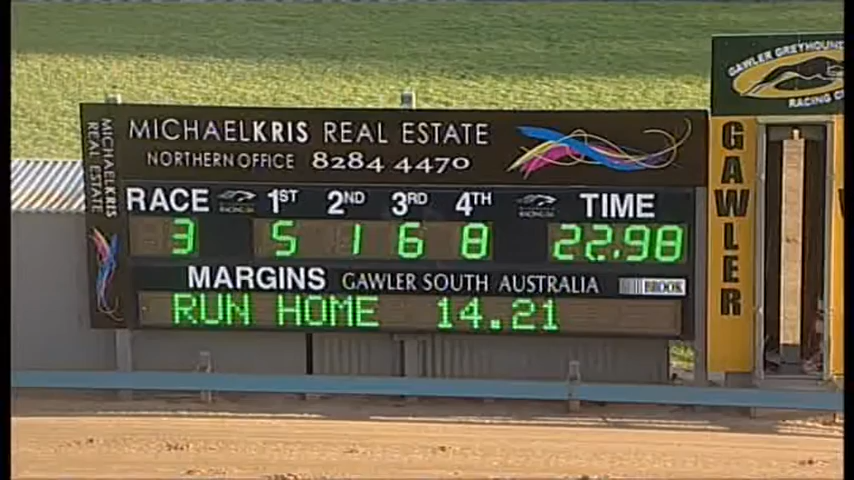 GAWLER GREYHOUND
RACING C
MICHAELKRIS REAL ESTATE
NORTHERN OFFICE 8284 4470
MICHAELKRIS
REAL ESTATE
RACE 1ST 2ND 3RD 4TH TIME
3 5 1 6 8 22.98
MARGINS GAWLER SOUTH AUSTRALIA BROOK
RUN HOME 14.21
GAWLER